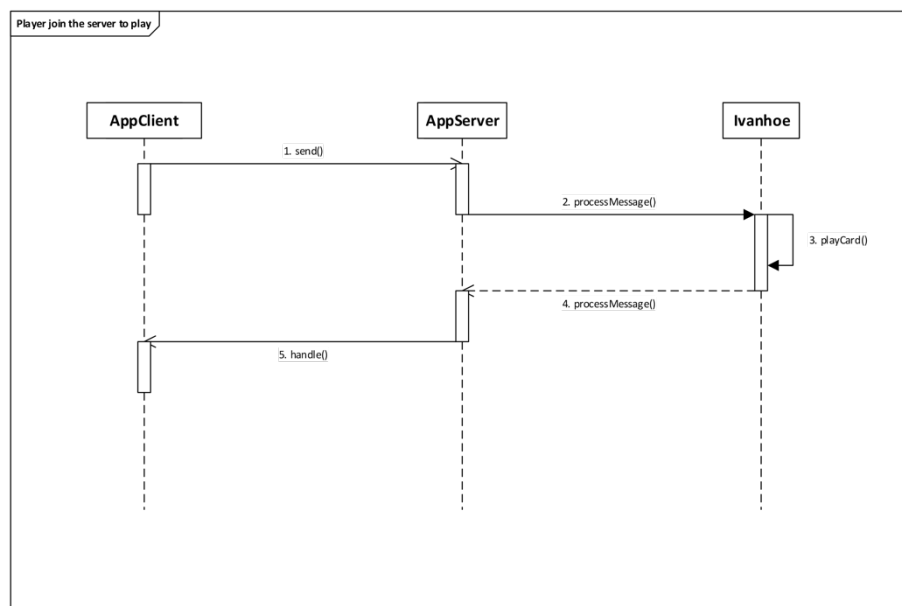 Player join the server to play
AppClient
AppServer
Ivanhoe
1. send()
2. processMessage()
3. playCard()
4. processMessage()
5. handle()